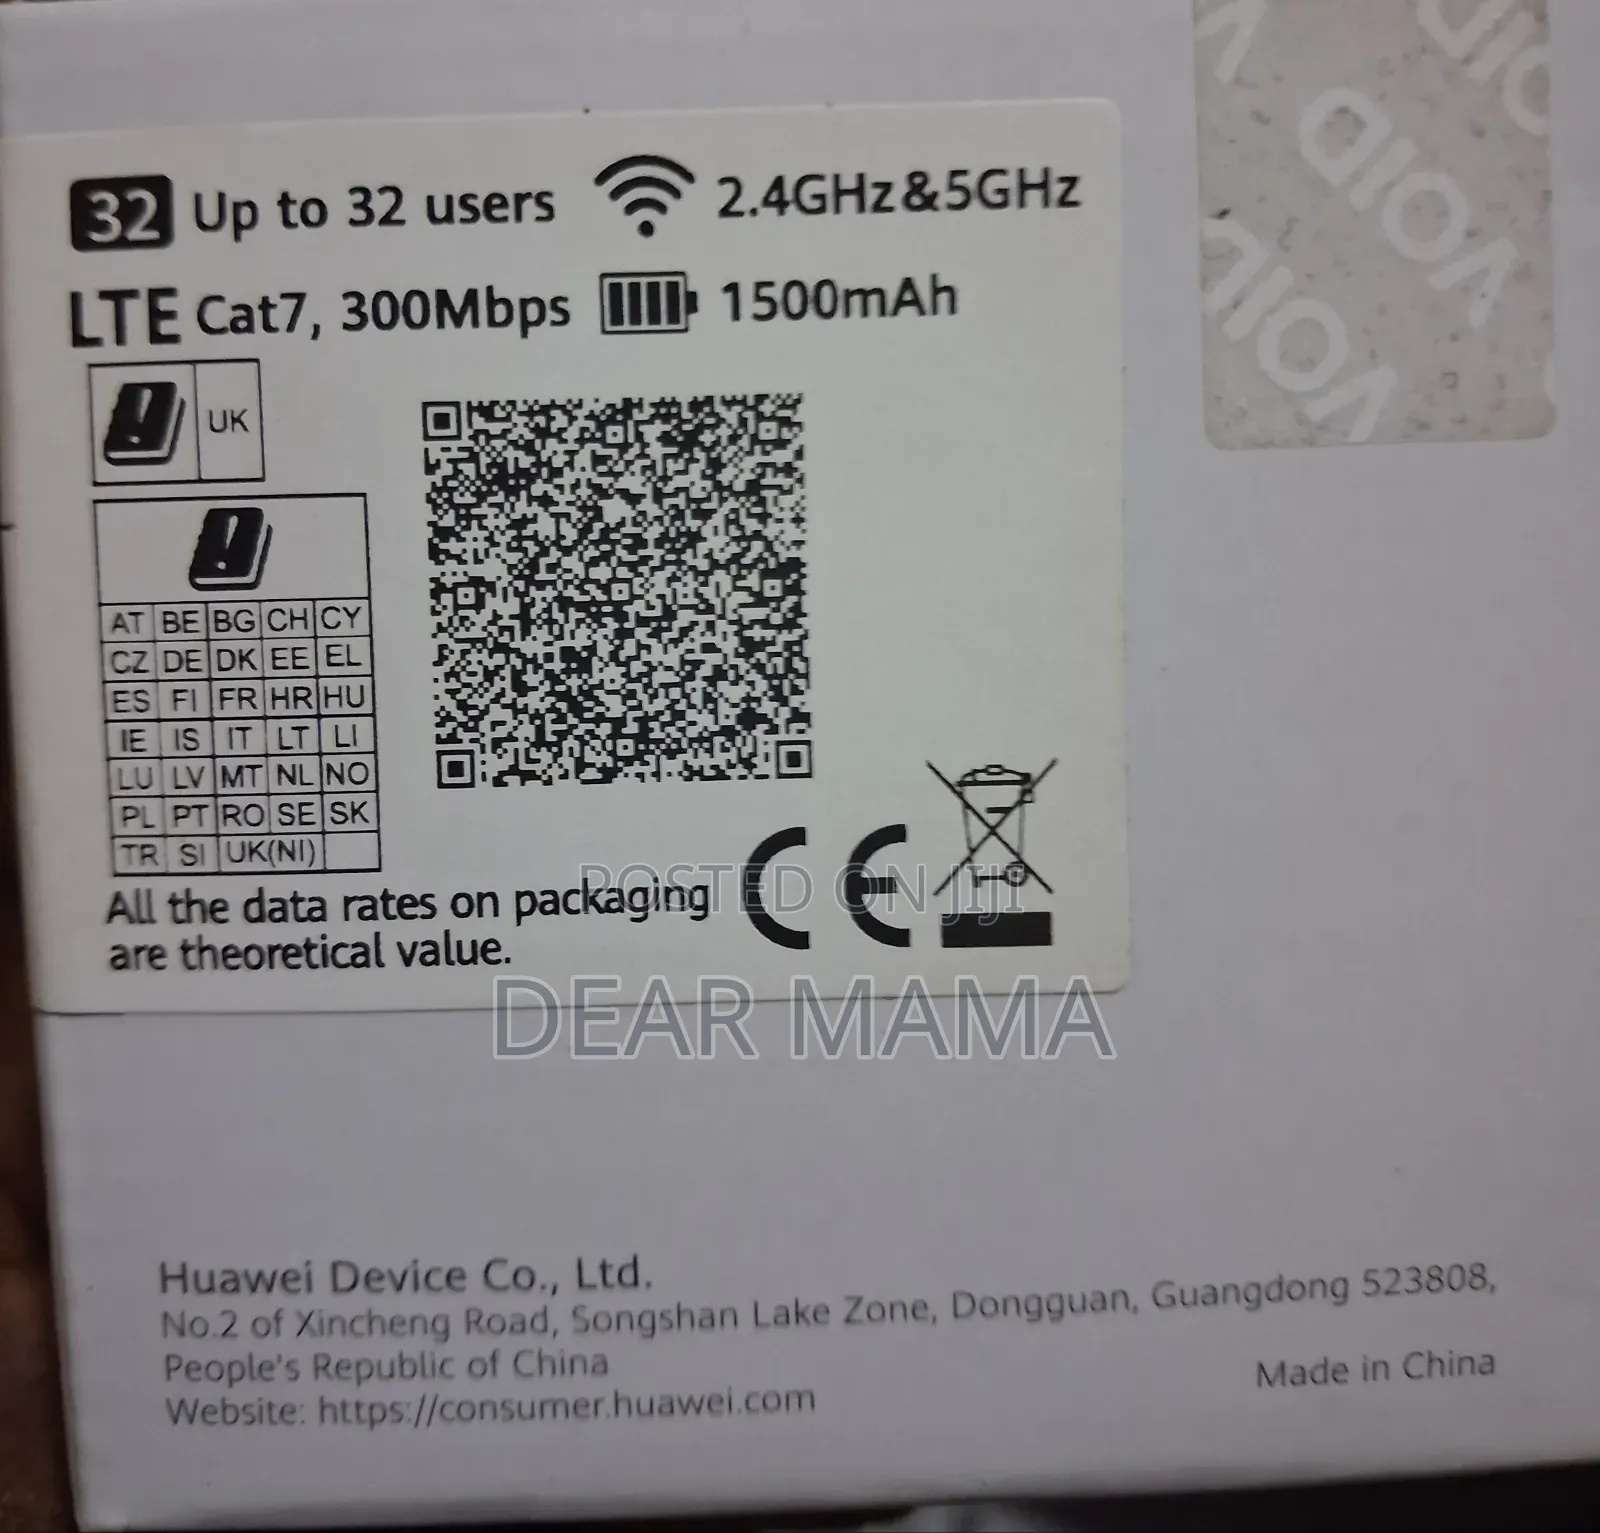 32 Up to 32 users 2.4GHz&5GHz
LTE Cat7, 300Mbps 1500mAh
UK
AT BE BG CH CY
CZ DE DK EE EL
ES FI FR HR HU
IE IS IT LT LI
LU LV MT NL NO
PL PT RO SE SK
TR SI UK(NI)
All the data rates on packaging
are theoretical value.
CE
POSTED ON JIJI
DEAR MAMA
VOID
VOID
VOID
Huawei Device Co., Ltd.
No.2 of Xincheng Road, Songshan Lake Zone, Dongguan, Guangdong 523808,
People's Republic of China
Made in China
Website: https://consumer.huawei.com